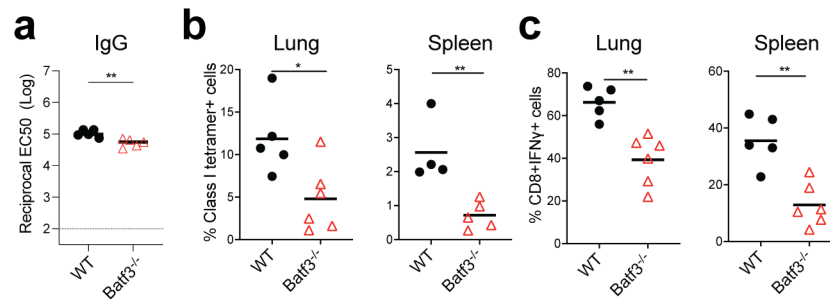 a
IgG
Reciprocal EC50 (Log)
6
5
4
3
2
**
WT
Batf3-/-
b
Lung
% Class I tetramer+ cells
20
15
10
5
0
*
WT
Batf3-/-
Spleen
5
4
3
2
1
0
**
WT
Batf3-/-
c
Lung
% CD8+IFNγ+ cells
80
60
40
20
0
**
WT
Batf3-/-
Spleen
60
40
20
0
**
WT
Batf3-/-